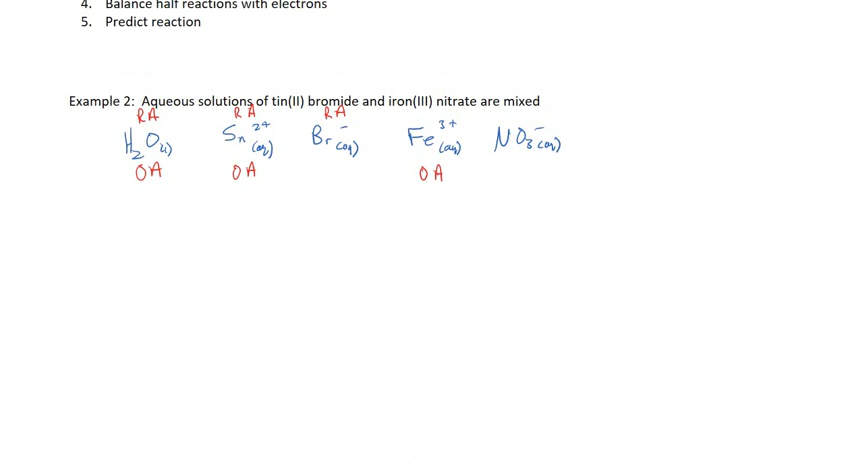 4. Balance half reactions with electrons
5. Predict reaction
Example 2: Aqueous solutions of tin(II) bromide and iron(III) nitrate are mixed
RA RA RA
H₂O(l) Sn²⁺(aq) Br⁻(aq) Fe³⁺(aq) NO₃⁻(aq)
OA OA OA